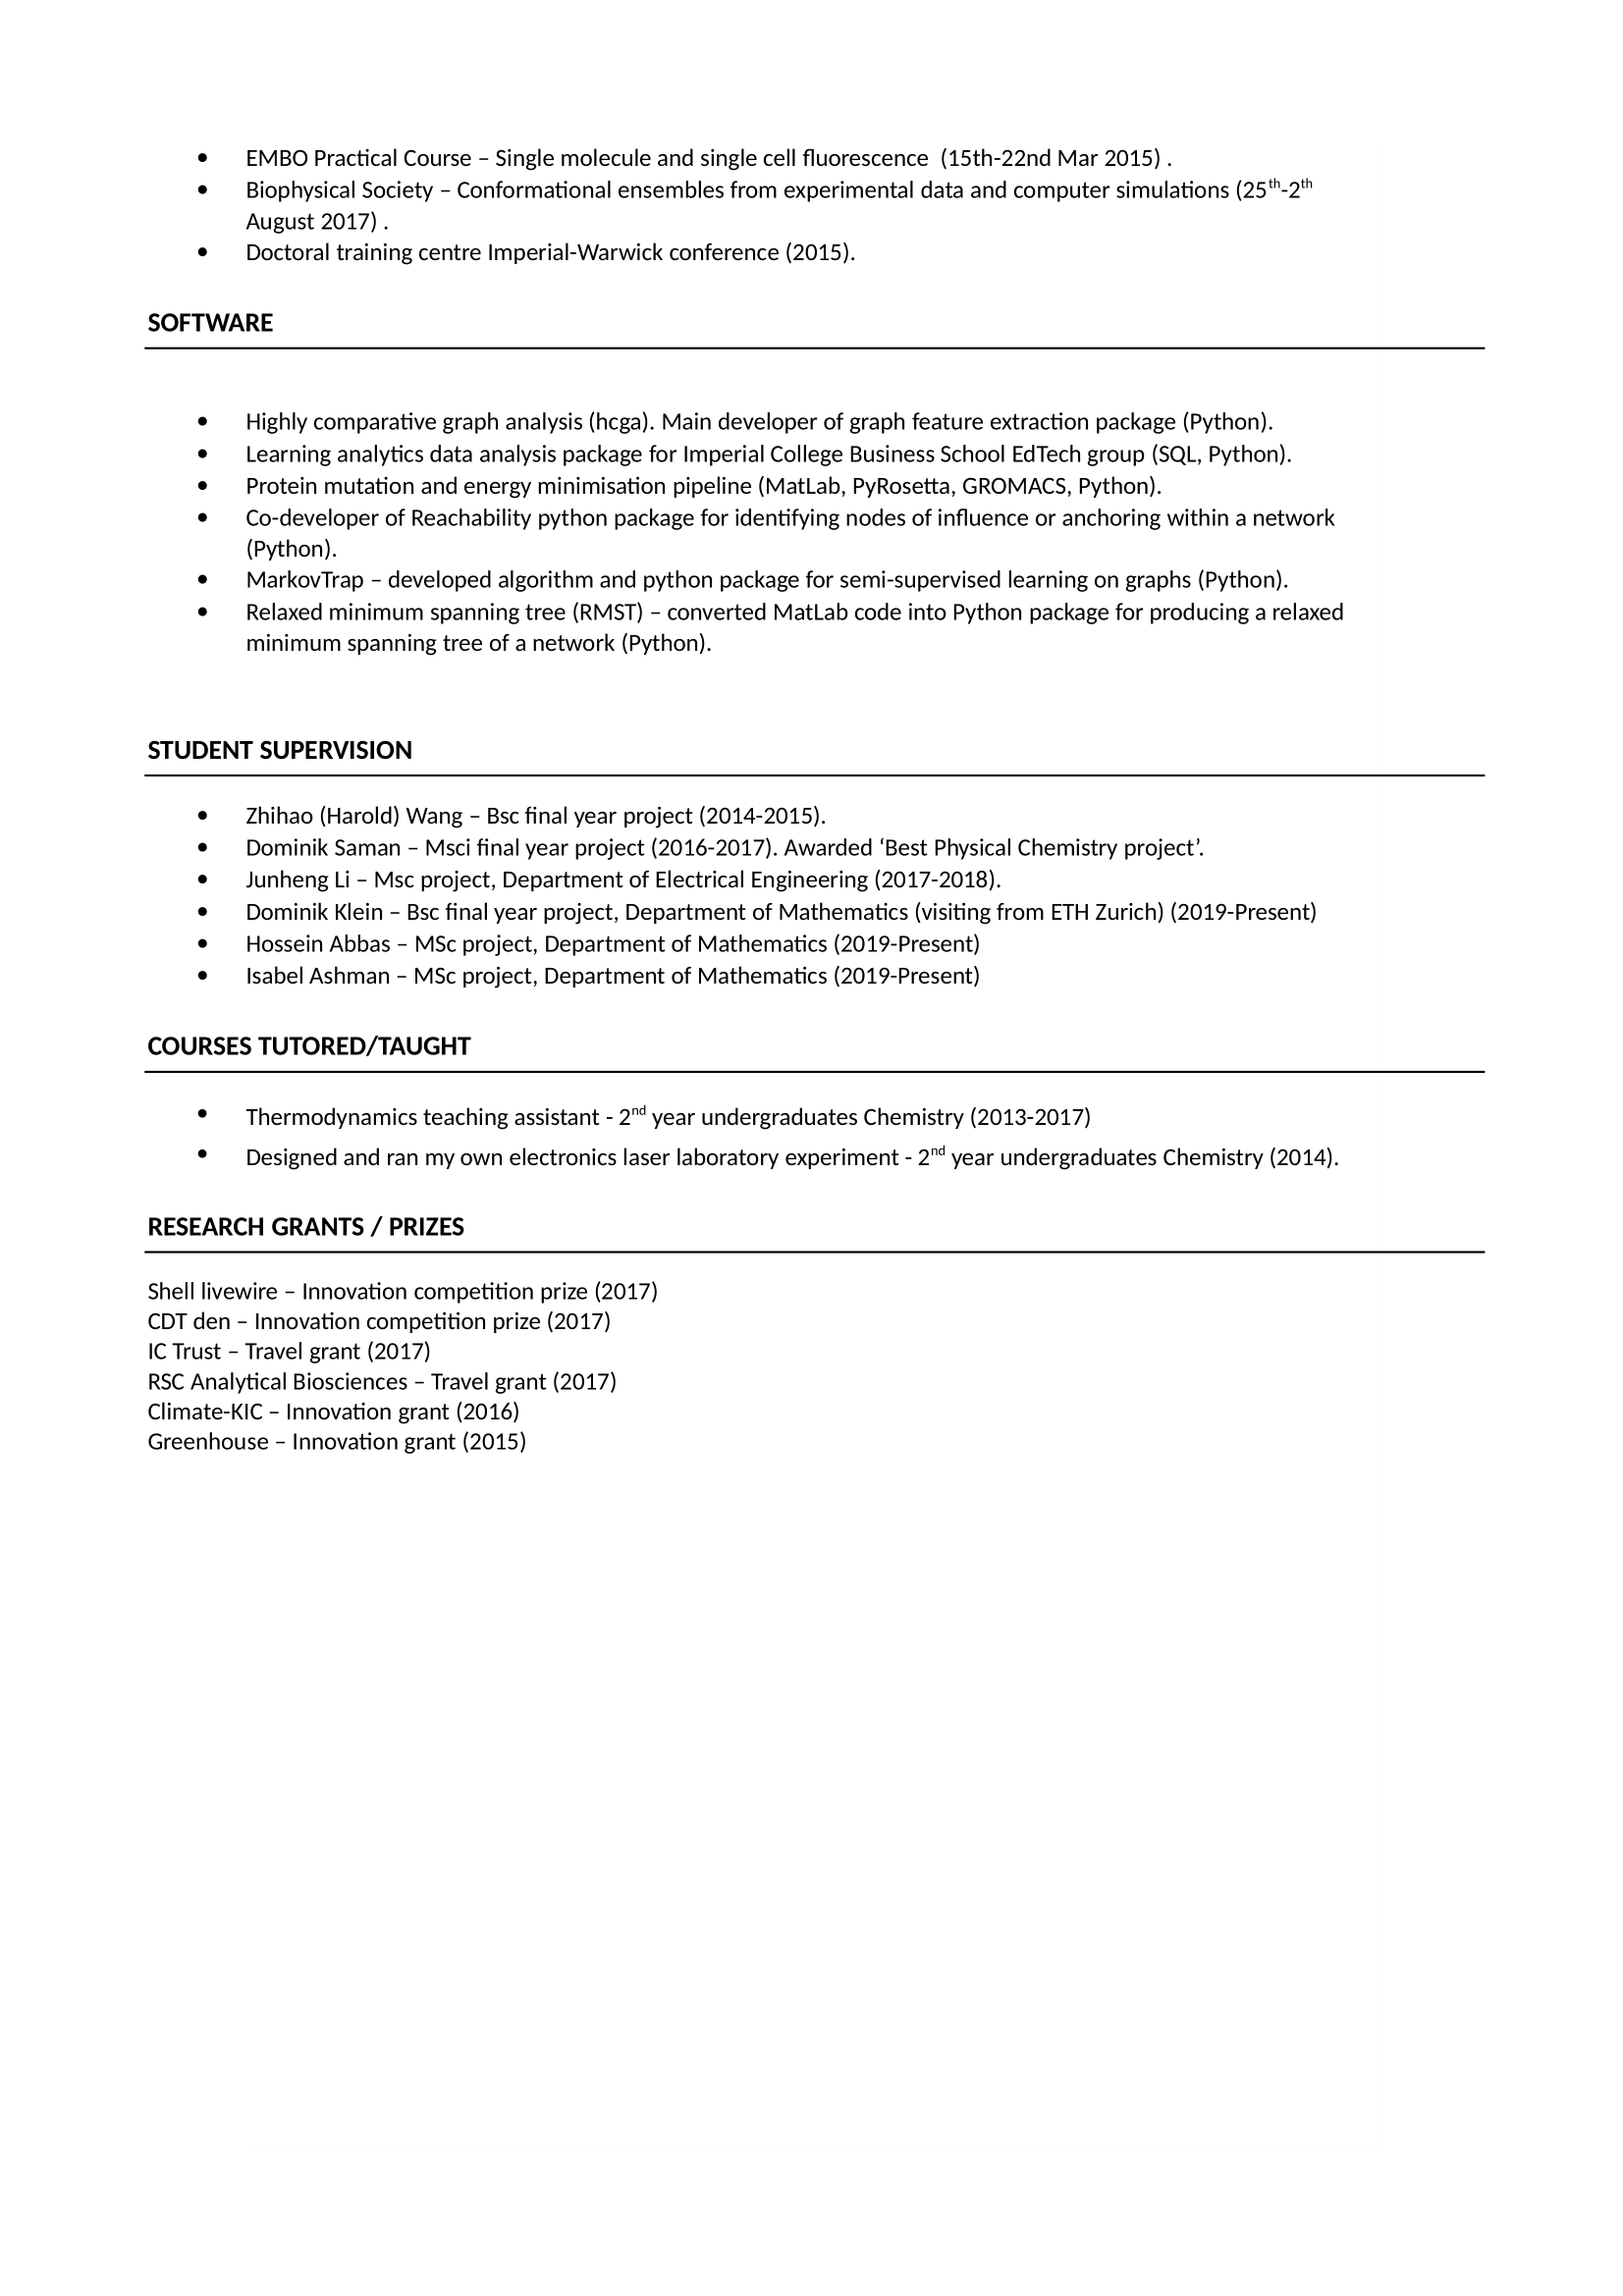 • EMBO Practical Course – Single molecule and single cell fluorescence  (15th-22nd Mar 2015) .
• Biophysical Society – Conformational ensembles from experimental data and computer simulations (25th-2th
August 2017) .
• Doctoral training centre Imperial-Warwick conference (2015).
SOFTWARE
• Highly comparative graph analysis (hcga). Main developer of graph feature extraction package (Python).
• Learning analytics data analysis package for Imperial College Business School EdTech group (SQL, Python).
• Protein mutation and energy minimisation pipeline (MatLab, PyRosetta, GROMACS, Python).
• Co-developer of Reachability python package for identifying nodes of influence or anchoring within a network
(Python).
• MarkovTrap – developed algorithm and python package for semi-supervised learning on graphs (Python).
• Relaxed minimum spanning tree (RMST) – converted MatLab code into Python package for producing a relaxed
minimum spanning tree of a network (Python).
STUDENT SUPERVISION
• Zhihao (Harold) Wang – Bsc final year project (2014-2015).
• Dominik Saman – Msci final year project (2016-2017). Awarded ‘Best Physical Chemistry project’.
• Junheng Li – Msc project, Department of Electrical Engineering (2017-2018).
• Dominik Klein – Bsc final year project, Department of Mathematics (visiting from ETH Zurich) (2019-Present)
• Hossein Abbas – MSc project, Department of Mathematics (2019-Present)
• Isabel Ashman – MSc project, Department of Mathematics (2019-Present)
COURSES TUTORED/TAUGHT
• Thermodynamics teaching assistant - 2nd year undergraduates Chemistry (2013-2017)
• Designed and ran my own electronics laser laboratory experiment - 2nd year undergraduates Chemistry (2014).
RESEARCH GRANTS / PRIZES
Shell livewire – Innovation competition prize (2017)
CDT den – Innovation competition prize (2017)
IC Trust – Travel grant (2017)
RSC Analytical Biosciences – Travel grant (2017)
Climate-KIC – Innovation grant (2016)
Greenhouse – Innovation grant (2015)